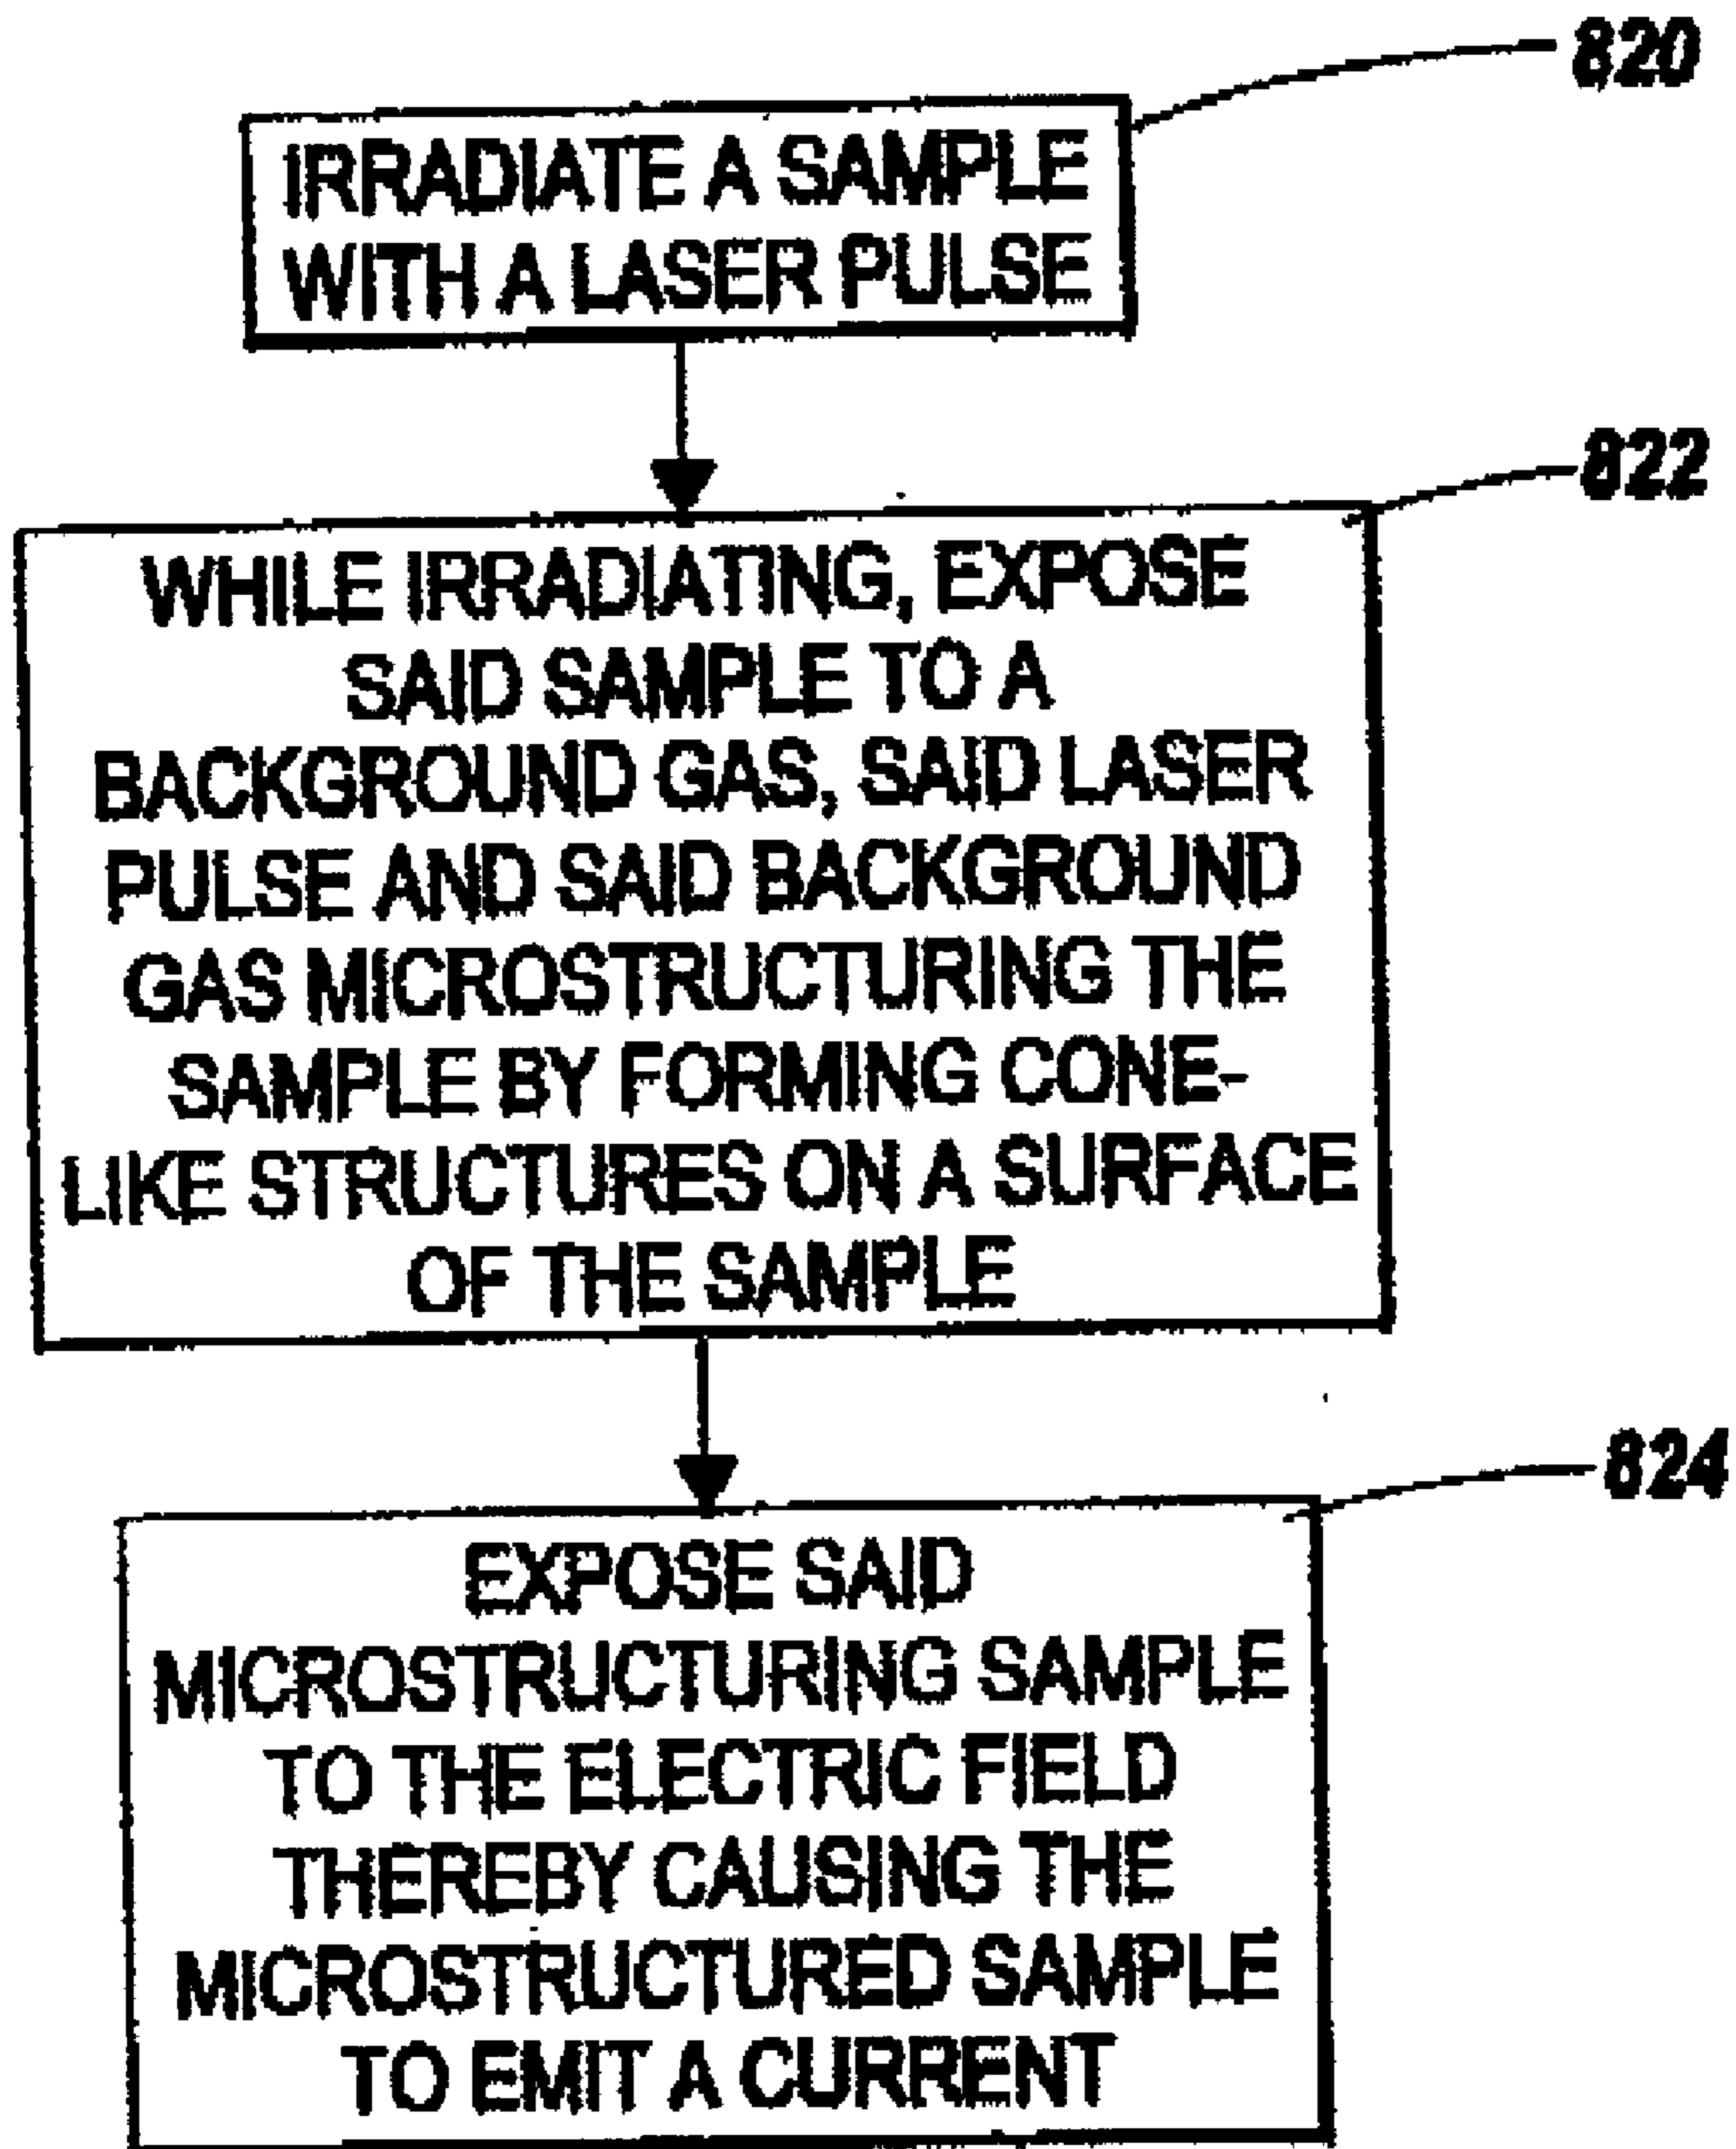 820
IRRADIATE A SAMPLE
WITH A LASER PULSE
822
WHILE IRRADIATING, EXPOSE
SAID SAMPLE TO A
BACKGROUND GAS, SAID LASER
PULSE AND SAID BACKGROUND
GAS MICROSTRUCTURING THE
SAMPLE BY FORMING CONE-
LIKE STRUCTURES ON A SURFACE
OF THE SAMPLE
824
EXPOSE SAID
MICROSTRUCTURING SAMPLE
TO THE ELECTRIC FIELD
THEREBY CAUSING THE
MICROSTRUCTURED SAMPLE
TO EMIT A CURRENT